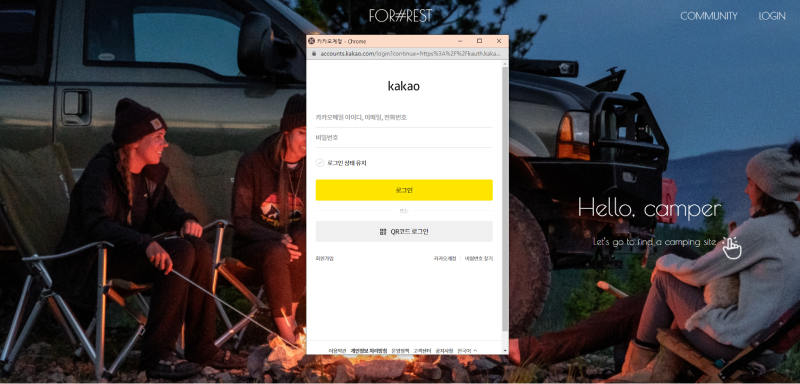 FOR#REST
COMMUNITY LOGIN
카카오계정 - Chrome
accounts.kakao.com/login?continue=https%3A%2F%2Fkauth.kaka...
kakao
카카오메일 아이디, 이메일, 전화번호
비밀번호
로그인 상태 유지
로그인
또는
QR코드 로그인
회원가입
카카오계정 | 비밀번호 찾기
Hello, camper
Let's go to find a camping site
이용약관 개인정보 처리방침 운영정책 고객센터 공지사항 한국어